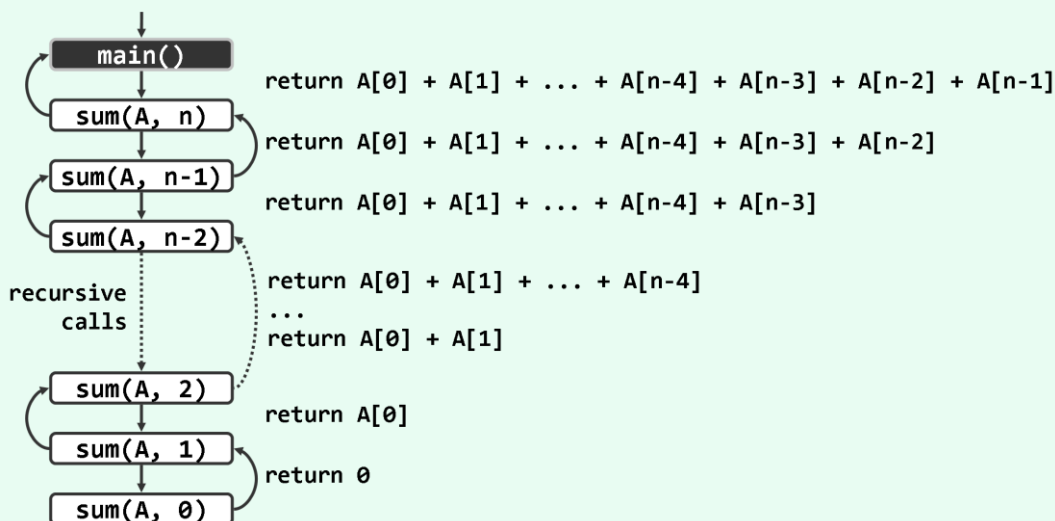 main()
return A[0] + A[1] + ... + A[n-4] + A[n-3] + A[n-2] + A[n-1]
sum(A, n)
return A[0] + A[1] + ... + A[n-4] + A[n-3] + A[n-2]
sum(A, n-1)
return A[0] + A[1] + ... + A[n-4] + A[n-3]
sum(A, n-2)
return A[0] + A[1] + ... + A[n-4]
recursive
calls
...
return A[0] + A[1]
sum(A, 2)
return A[0]
sum(A, 1)
return 0
sum(A, 0)